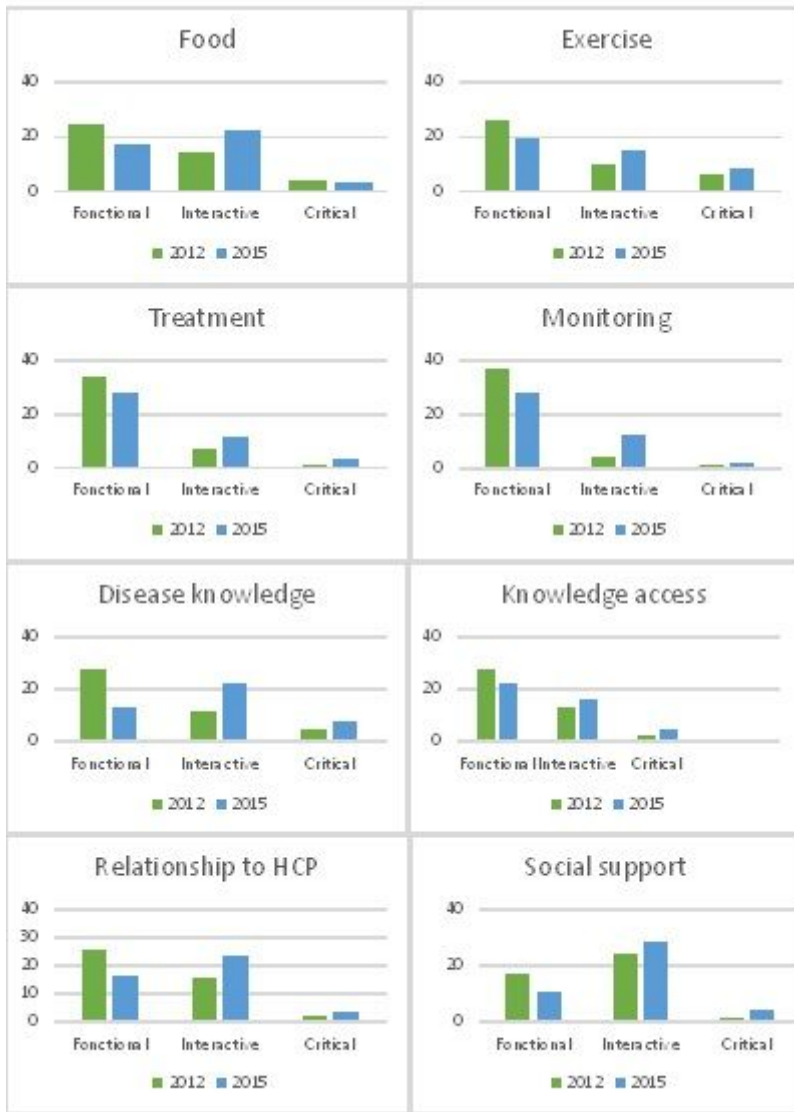 Food
40
20
0
Fonctional Interactive Critical
2012 2015
Exercise
40
20
0
Fonctional Interactive Critical
2012 2015
Treatment
40
20
0
Fonctional Interactive Critical
2012 2015
Monitoring
40
20
0
Fonctional Interactive Critical
2012 2015
Disease knowledge
40
20
0
Fonctional Interactive Critical
2012 2015
Knowledge access
40
20
0
Fonctional Interactive Critical
2012 2015
Relationship to HCP
40
30
20
10
0
Fonctional Interactive Critical
2012 2015
Social support
40
20
0
Fonctional Interactive Critical
2012 2015